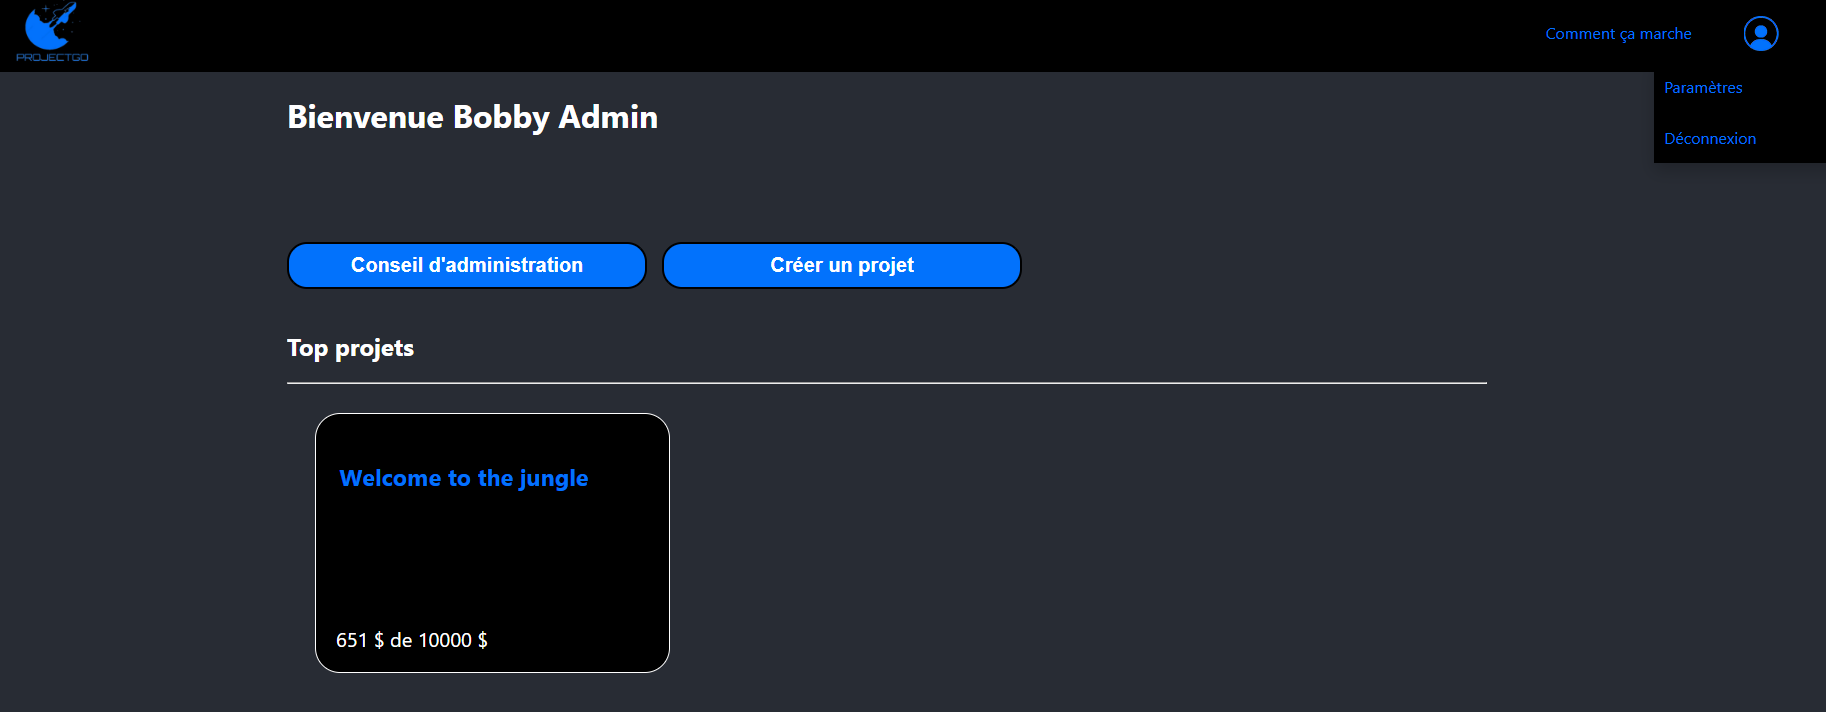 PROJECTGO
Comment ça marche
Paramètres
Déconnexion
Bienvenue Bobby Admin
Conseil d'administration
Créer un projet
Top projets
Welcome to the jungle
651 $ de 10000 $